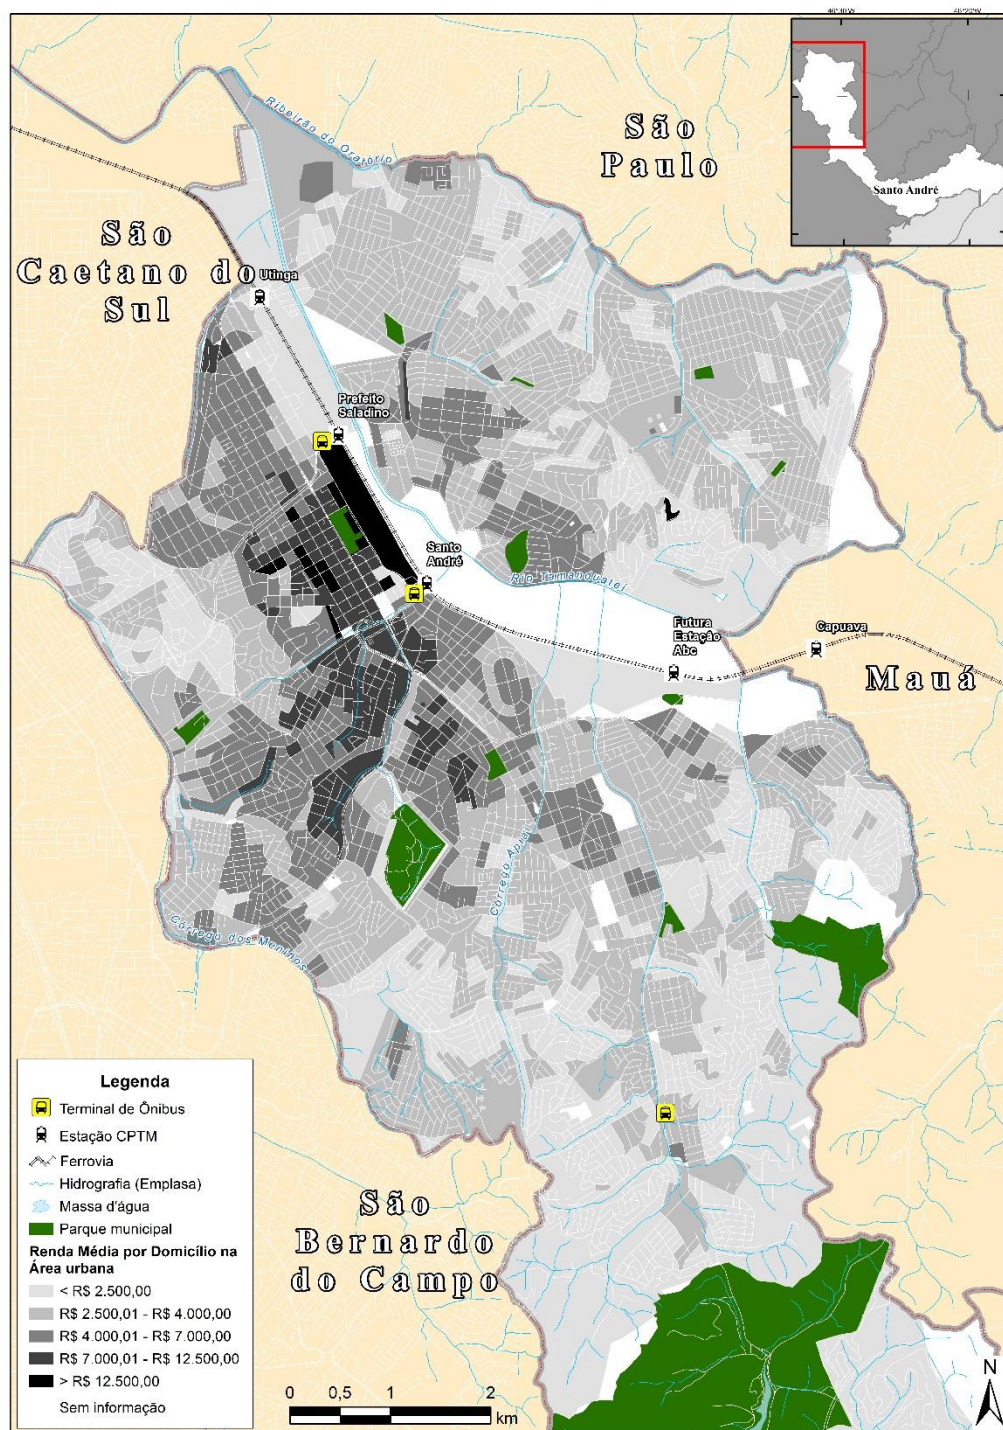 46°30'W
46°20'W
São
Paulo
Santo André
Ribeirão do Oratório
São
Caetano do
Sul
Utinga
Prefeito
Saladino
Santo
André
Rio Tamanduateí
Futura
Estação
Abc
Capuava
Mauá
Córrego Apiaí
Córrego dos Meninos
São
Bernardo
do Campo
Legenda
Terminal de Ônibus
Estação CPTM
Ferrovia
Hidrografia (Emplasa)
Massa d'água
Parque municipal
Renda Média por Domicílio na
Área urbana
< R$ 2.500,00
R$ 2.500,01 - R$ 4.000,00
R$ 4.000,01 - R$ 7.000,00
R$ 7.000,01 - R$ 12.500,00
> R$ 12.500,00
Sem informação
0 0,5 1 2
km
N